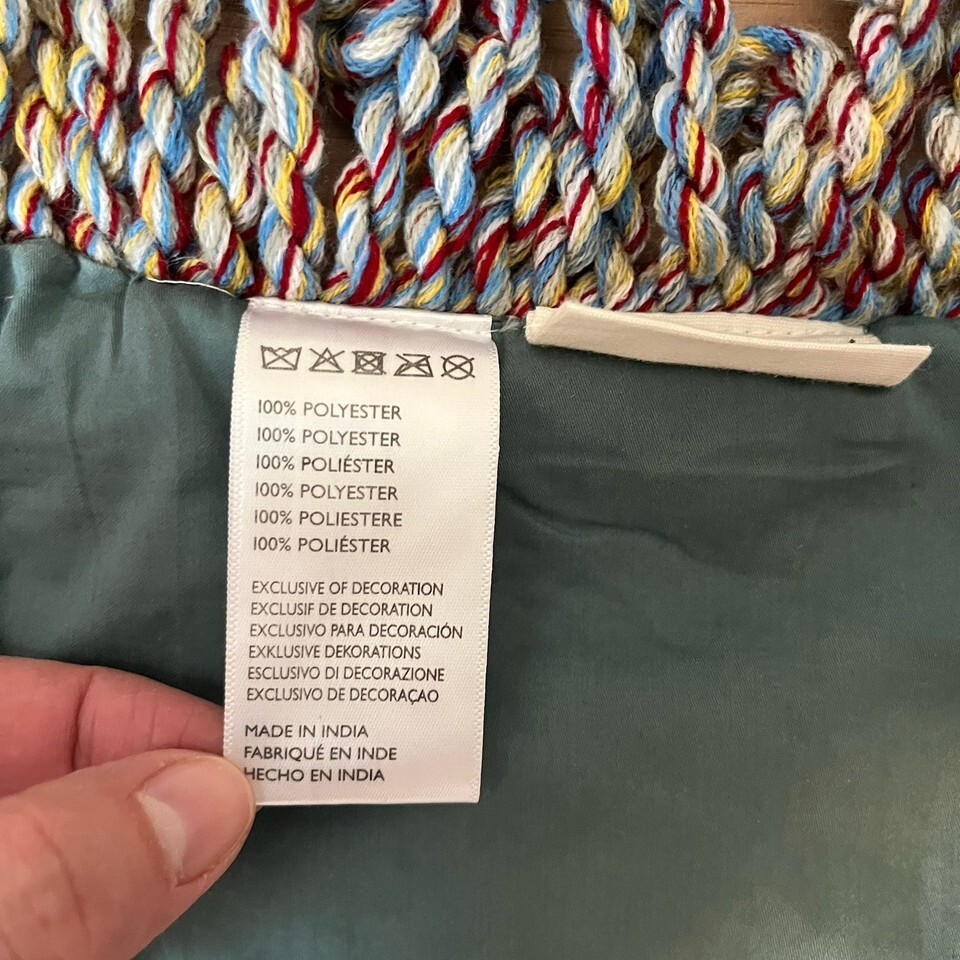 100% POLYESTER
100% POLYESTER
100% POLIÉSTER
100% POLYESTER
100% POLIESTERE
100% POLIÉSTER
EXCLUSIVE OF DECORATION
EXCLUSIF DE DECORATION
EXCLUSIVO PARA DECORACIÓN
EXKLUSIVE DEKORATIONS
ESCLUSIVO DI DECORAZIONE
EXCLUSIVO DE DECORAÇAO
MADE IN INDIA
FABRIQUÉ EN INDE
HECHO EN INDIA